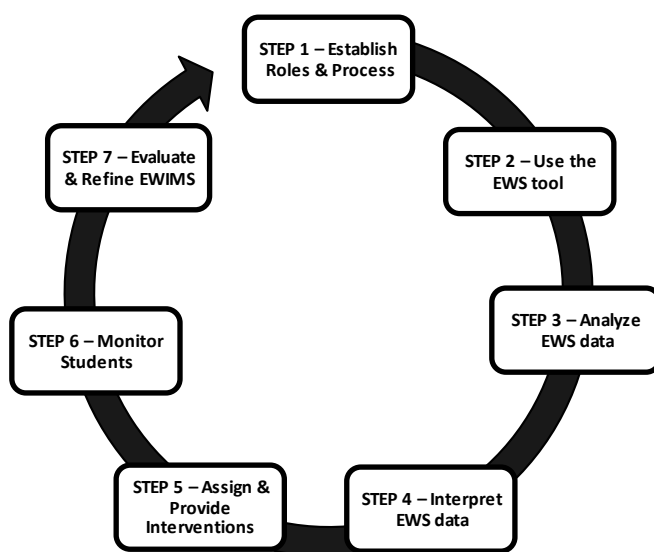 STEP 1 – Establish
Roles & Process
STEP 2 – Use the
EWS tool
STEP 3 – Analyze
EWS data
STEP 4 – Interpret
EWS data
STEP 5 – Assign &
Provide
Interventions
STEP 6 – Monitor
Students
STEP 7 – Evaluate
& Refine EWIMS